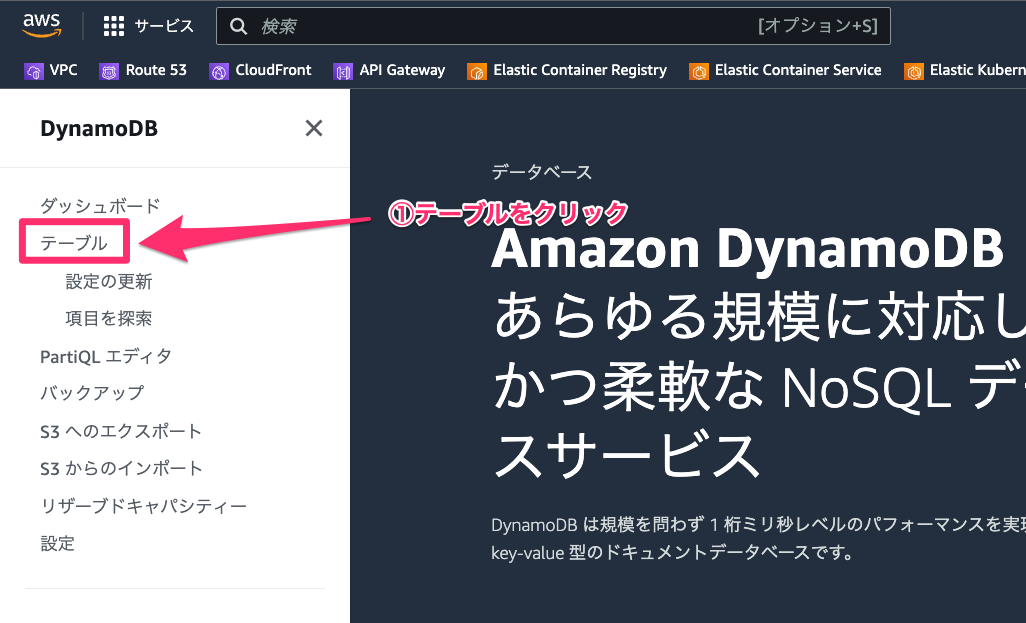 aws サービス 検索 [オプション+S]
VPC Route 53 CloudFront API Gateway Elastic Container Registry Elastic Container Service Elastic Kubern
DynamoDB
ダッシュボード
テーブル
設定の更新
項目を探索
PartiQL エディタ
バックアップ
S3 へのエクスポート
S3 からのインポート
リザーブドキャパシティー
設定
データベース
①テーブルをクリック
Amazon DynamoDB
あらゆる規模に対応し
かつ柔軟な NoSQL デー
スサービス
DynamoDB は規模を問わず 1 桁ミリ秒レベルのパフォーマンスを実現
key-value 型のドキュメントデータベースです。